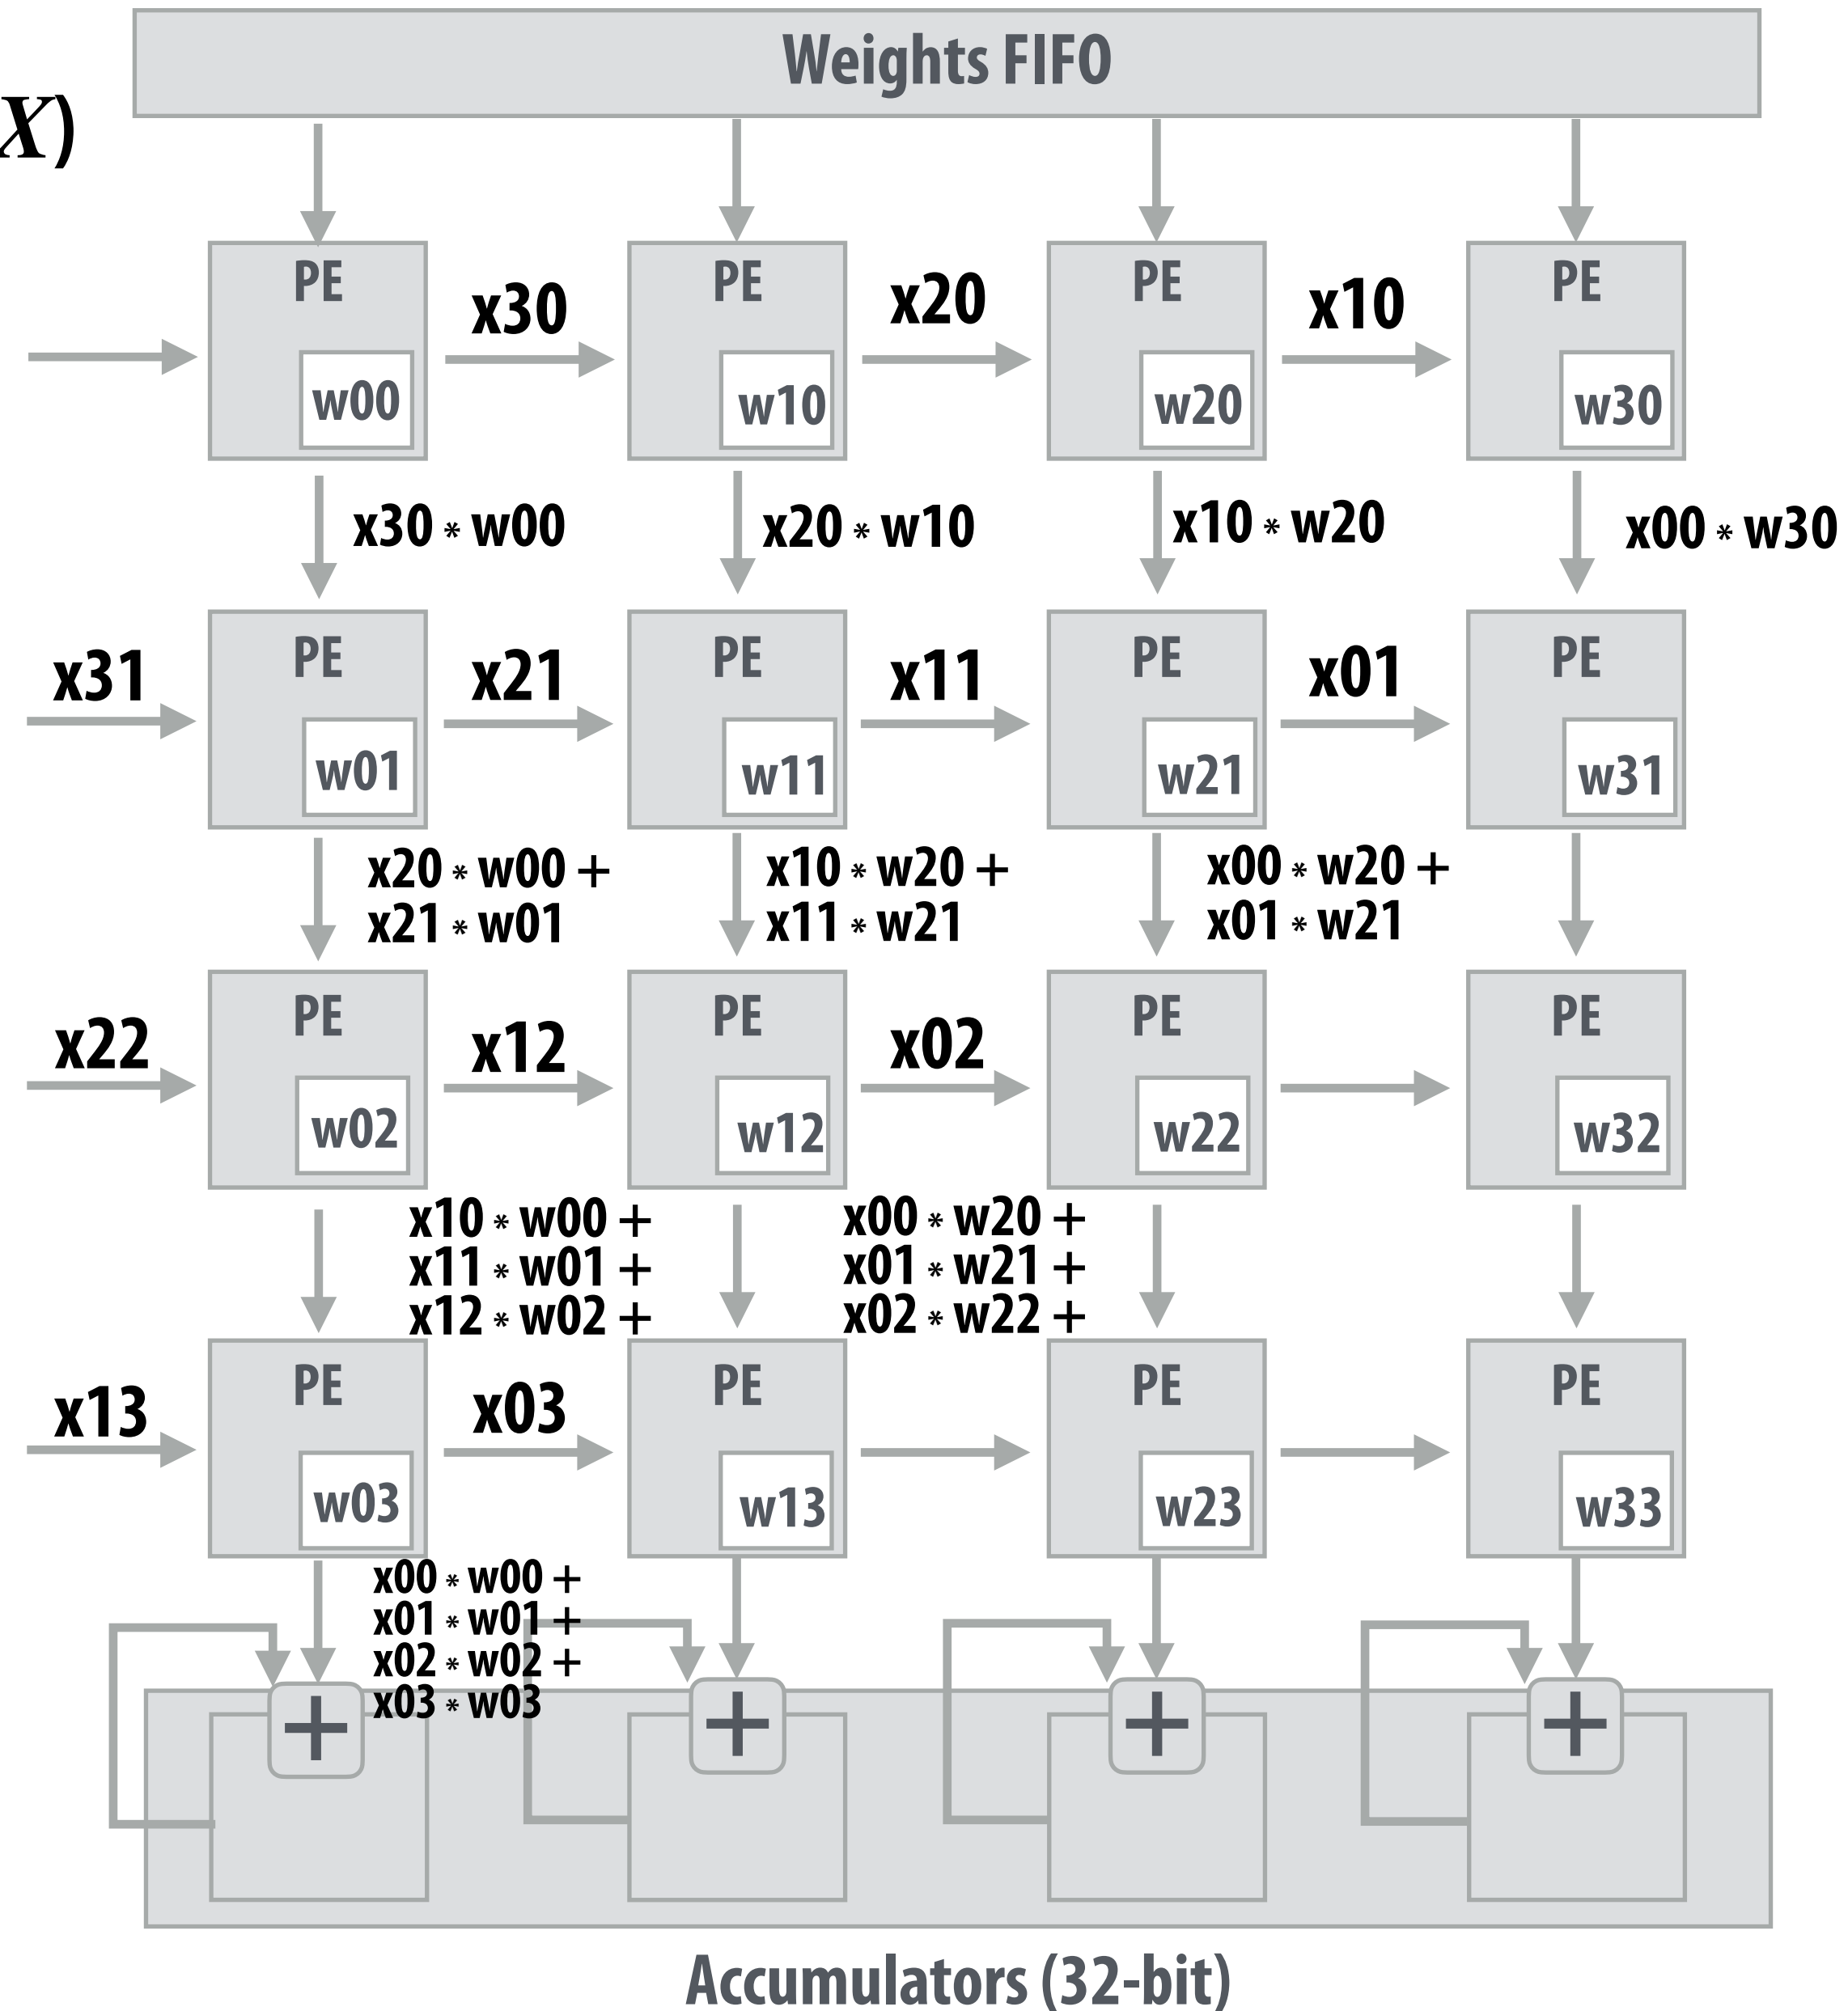 Weights FIFO
X)
PE
PE
PE
PE
x30
x20
x10
w00
w10
w20
w30
x30 * w00
x20 * w10
x10 * w20
x00 * w30
PE
PE
PE
PE
x31
x21
x11
x01
w01
w11
w21
w31
x20 * w00 +
x21 * w01
x10 * w20 +
x11 * w21
x00 * w20 +
x01 * w21
PE
PE
PE
PE
x22
x12
x02
w02
w12
w22
w32
x10 * w00 +
x11 * w01 +
x12 * w02 +
x00 * w20 +
x01 * w21 +
x02 * w22 +
PE
PE
PE
PE
x13
x03
w03
w13
w23
w33
x00 * w00 +
x01 * w01 +
x02 * w02 +
x03 * w03
+
+
+
+
Accumulators (32-bit)